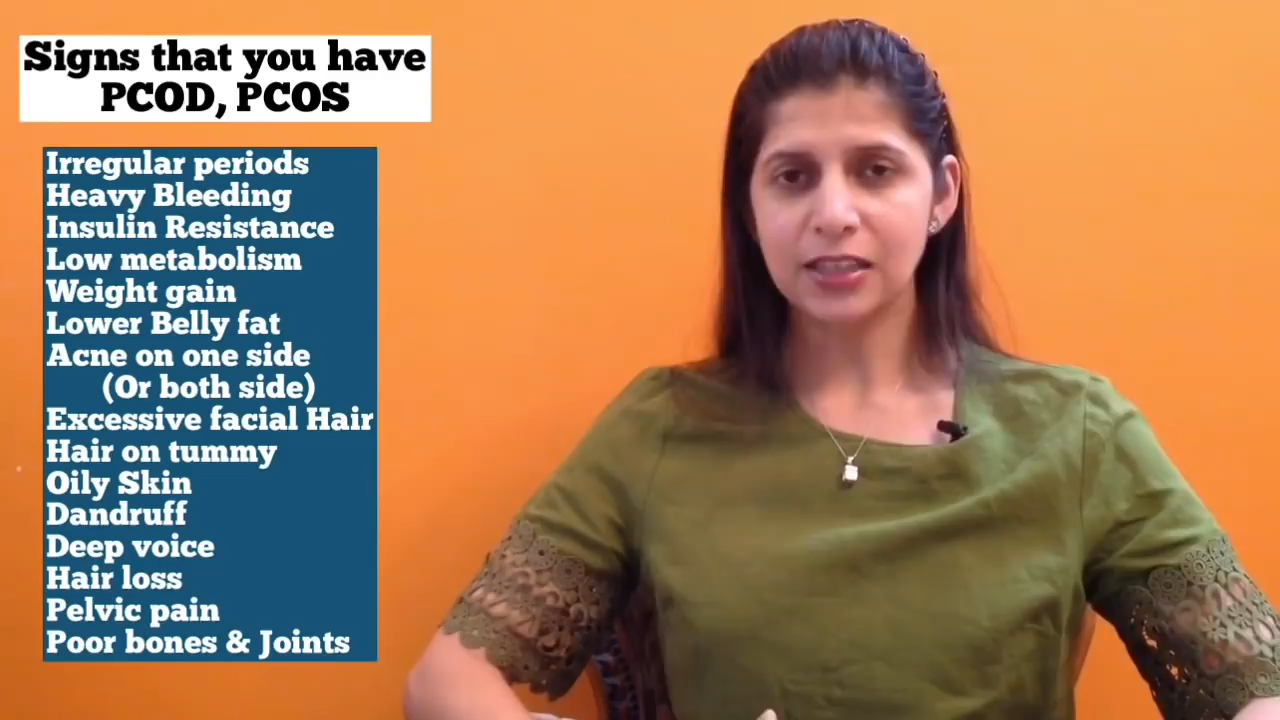 Signs that you have
PCOD, PCOS
Irregular periods
Heavy Bleeding
Insulin Resistance
Low metabolism
Weight gain
Lower Belly fat
Acne on one side
(Or both side)
Excessive facial Hair
Hair on tummy
Oily Skin
Dandruff
Deep voice
Hair loss
Pelvic pain
Poor bones & Joints